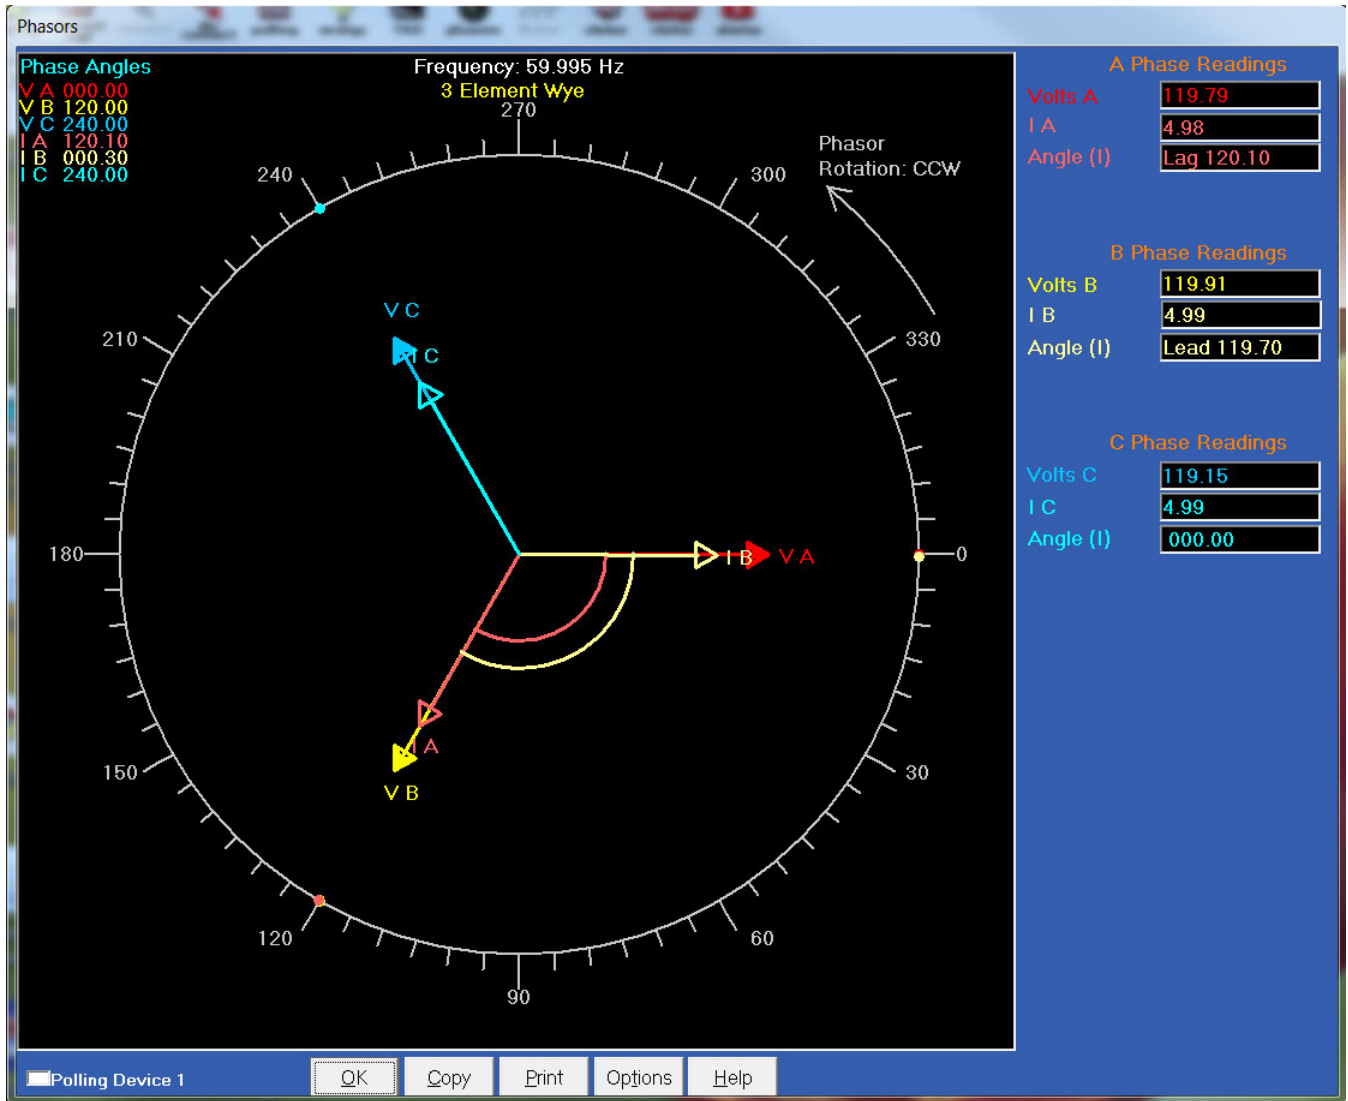 Phasors
Phase Angles
V A 000.00
V B 120.00
V C 240.00
I A 120.10
I B 000.30
I C 240.00
Frequency: 59.995 Hz
3 Element Wye
270
Phasor
Rotation: CCW
240
300
V C
I C
210
330
180
I B
V A
0
I A
V B
150
30
120
60
90
A Phase Readings
Volts A 119.79
I A 4.98
Angle (I) Lag 120.10
B Phase Readings
Volts B 119.91
I B 4.99
Angle (I) Lead 119.70
C Phase Readings
Volts C 119.15
I C 4.99
Angle (I) 000.00
Polling Device 1
OK
Copy
Print
Options
Help